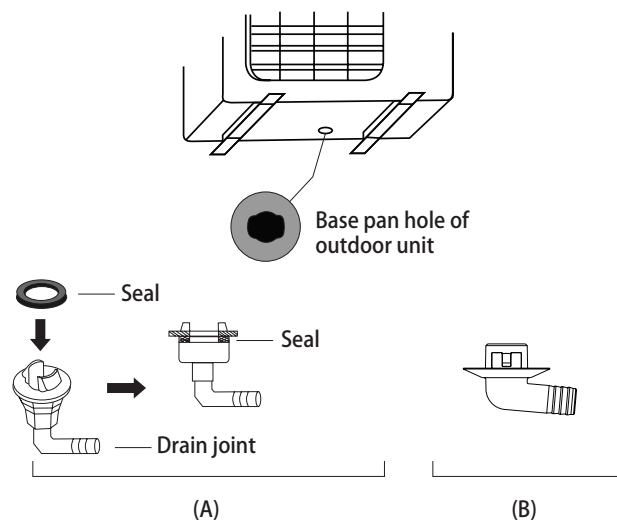 Base pan hole of
outdoor unit
Seal
Seal
Drain joint
(A)
(B)